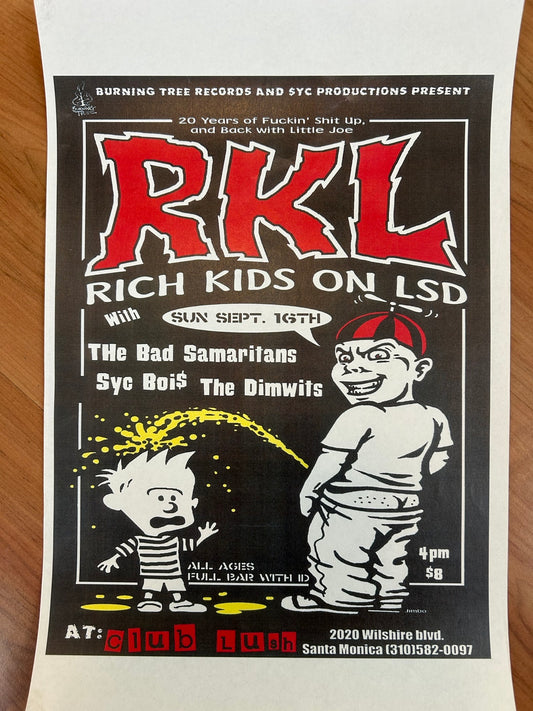 BURNING TREE RECORDS AND $YC PRODUCTIONS PRESENT
20 Years of Fuckin' Shit Up,
and Back with Little Joe
RKL
RICH KIDS ON LSD
With
SUN SEPT. 16TH
THe Bad Samaritans
Syc Boi$ The Dimwits
ALL AGES
FULL BAR WITH ID
4pm
$8
Jimbo
AT: Club Lush
2020 Wilshire blvd.
Santa Monica (310)582-0097